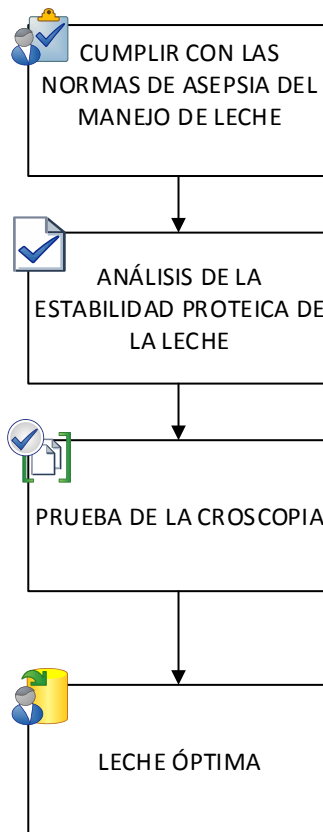 CUMPLIR CON LAS
NORMAS DE ASEPSIA DEL
MANEJO DE LECHE
ANÁLISIS DE LA
ESTABILIDAD PROTEICA DE
LA LECHE
PRUEBA DE LA CROSCOPIA
LECHE ÓPTIMA